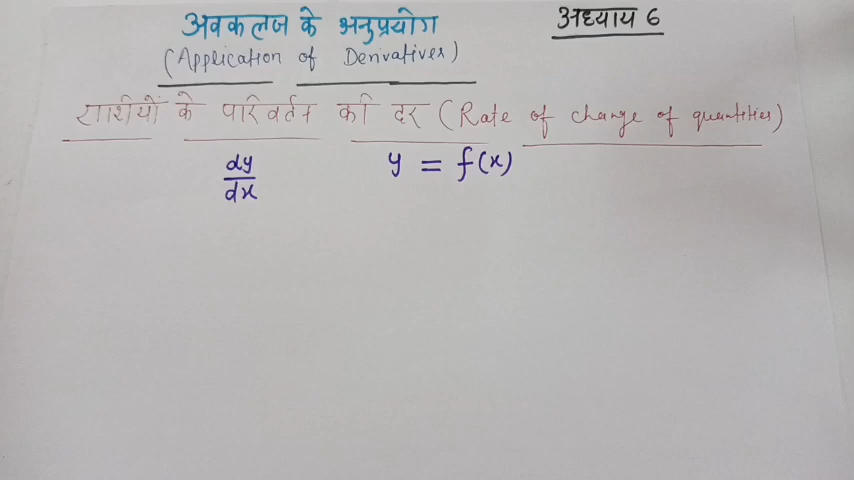 अवकलज के अनुप्रयोग अध्याय 6
(Application of Derivatives)
राशियों के परिवर्तन की दर (Rate of change of quantities)
dy/dx y = f(x)